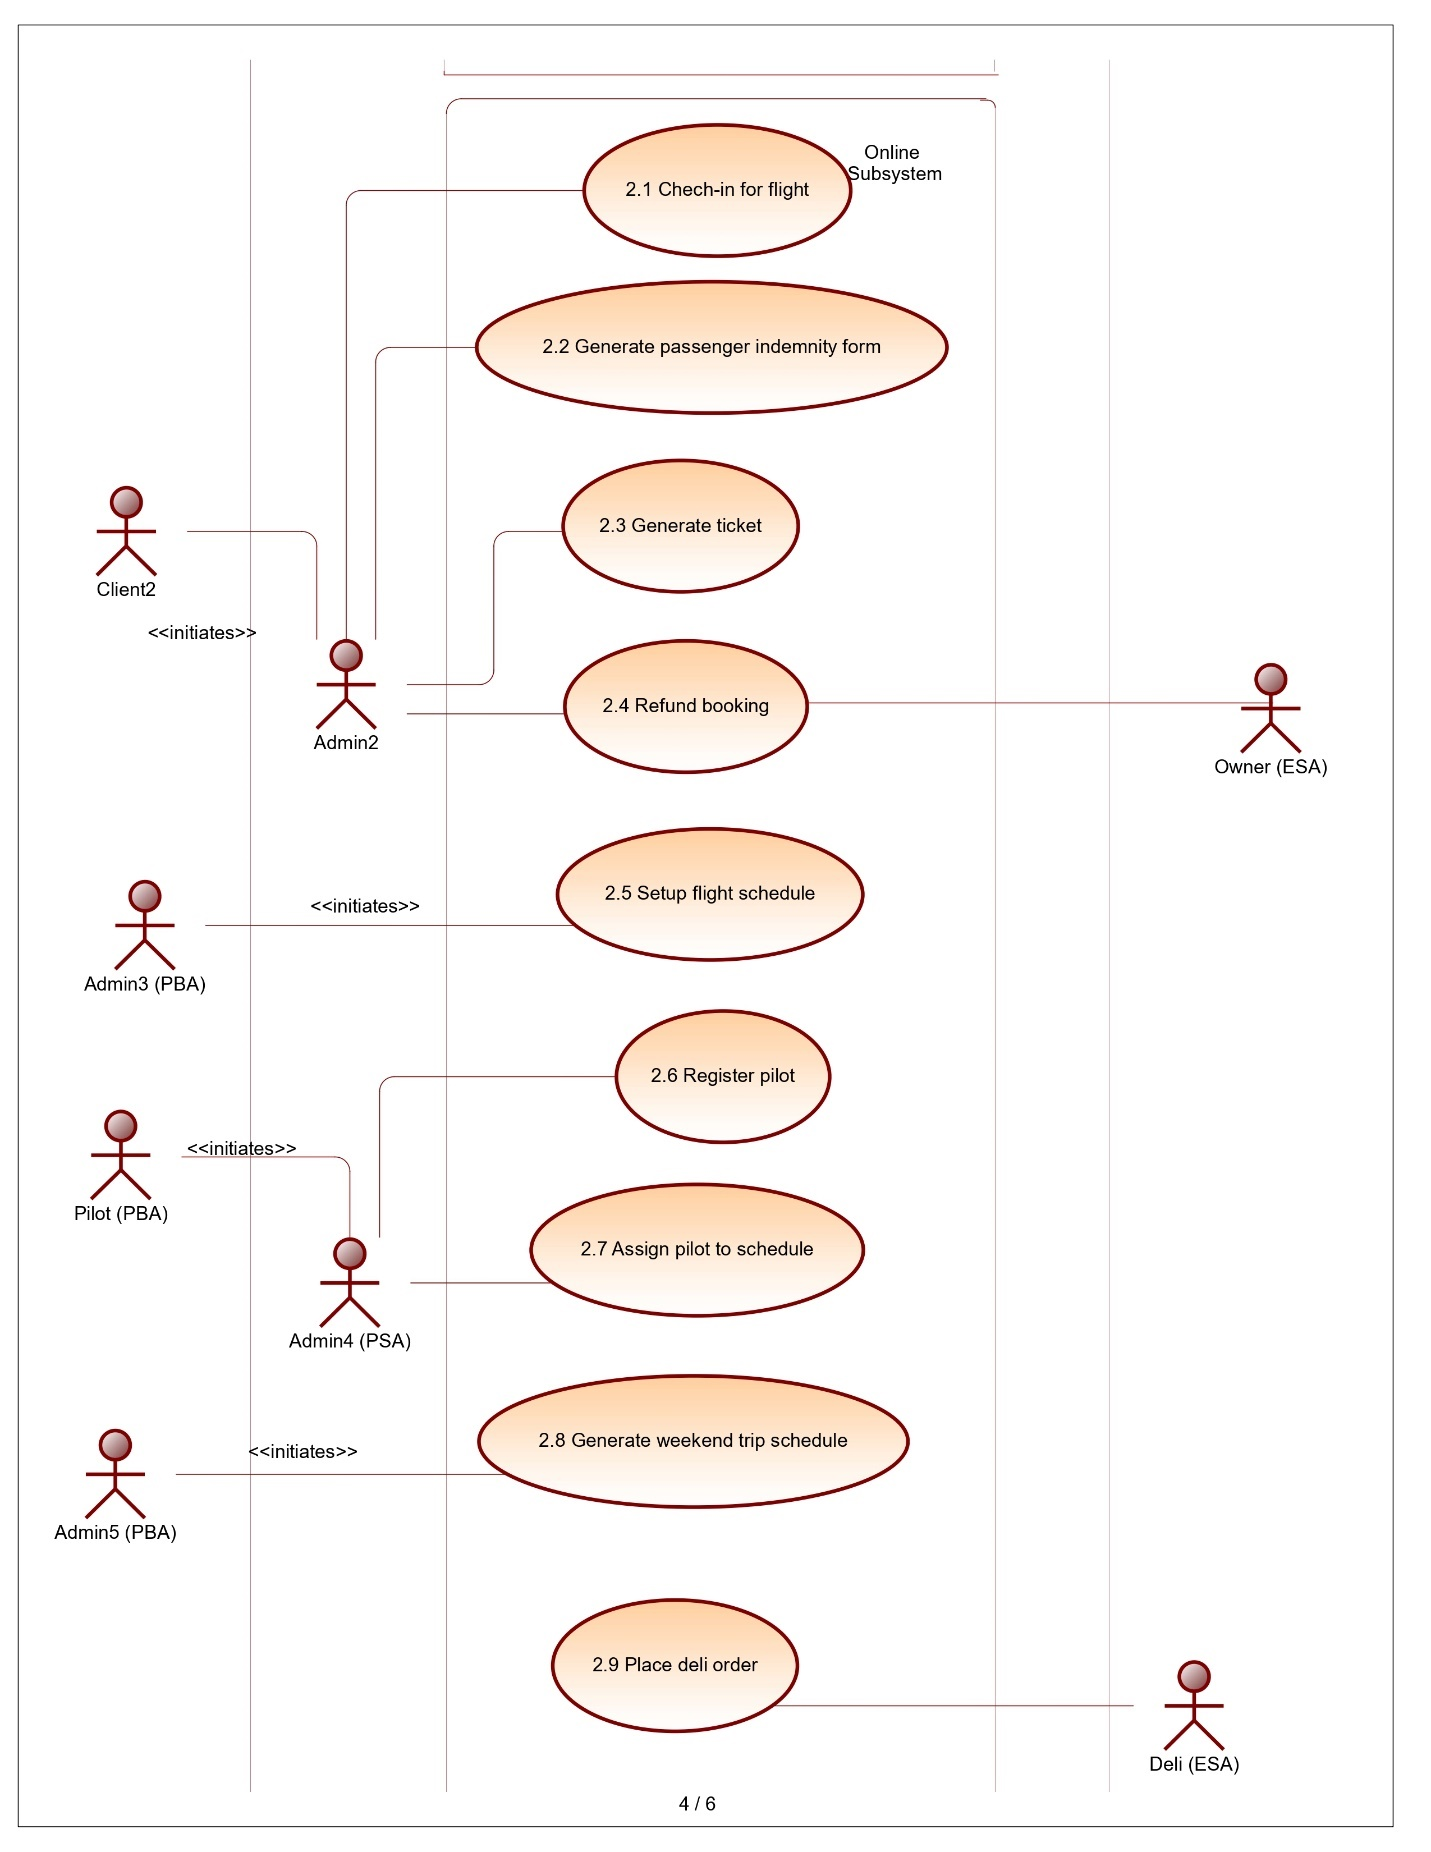 Online
Subsystem
2.1 Chech-in for flight
2.2 Generate passenger indemnity form
2.3 Generate ticket
Client2
<<initiates>>
2.4 Refund booking
Admin2
Owner (ESA)
2.5 Setup flight schedule
<<initiates>>
Admin3 (PBA)
2.6 Register pilot
<<initiates>>
Pilot (PBA)
2.7 Assign pilot to schedule
Admin4 (PSA)
2.8 Generate weekend trip schedule
<<initiates>>
Admin5 (PBA)
2.9 Place deli order
Deli (ESA)
4 / 6